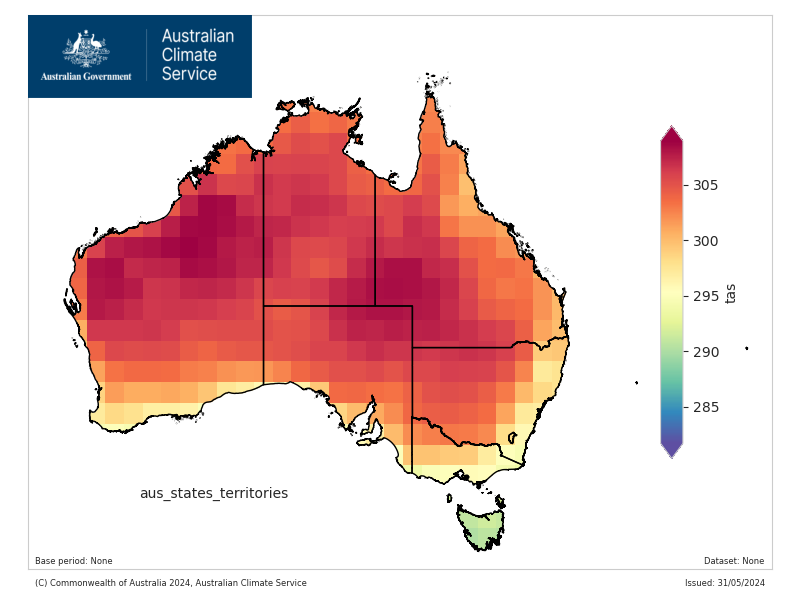 Australian Government
Australian
Climate
Service
305
300
295
290
285
tas
aus_states_territories
Base period: None
Dataset: None
(C) Commonwealth of Australia 2024, Australian Climate Service
Issued: 31/05/2024